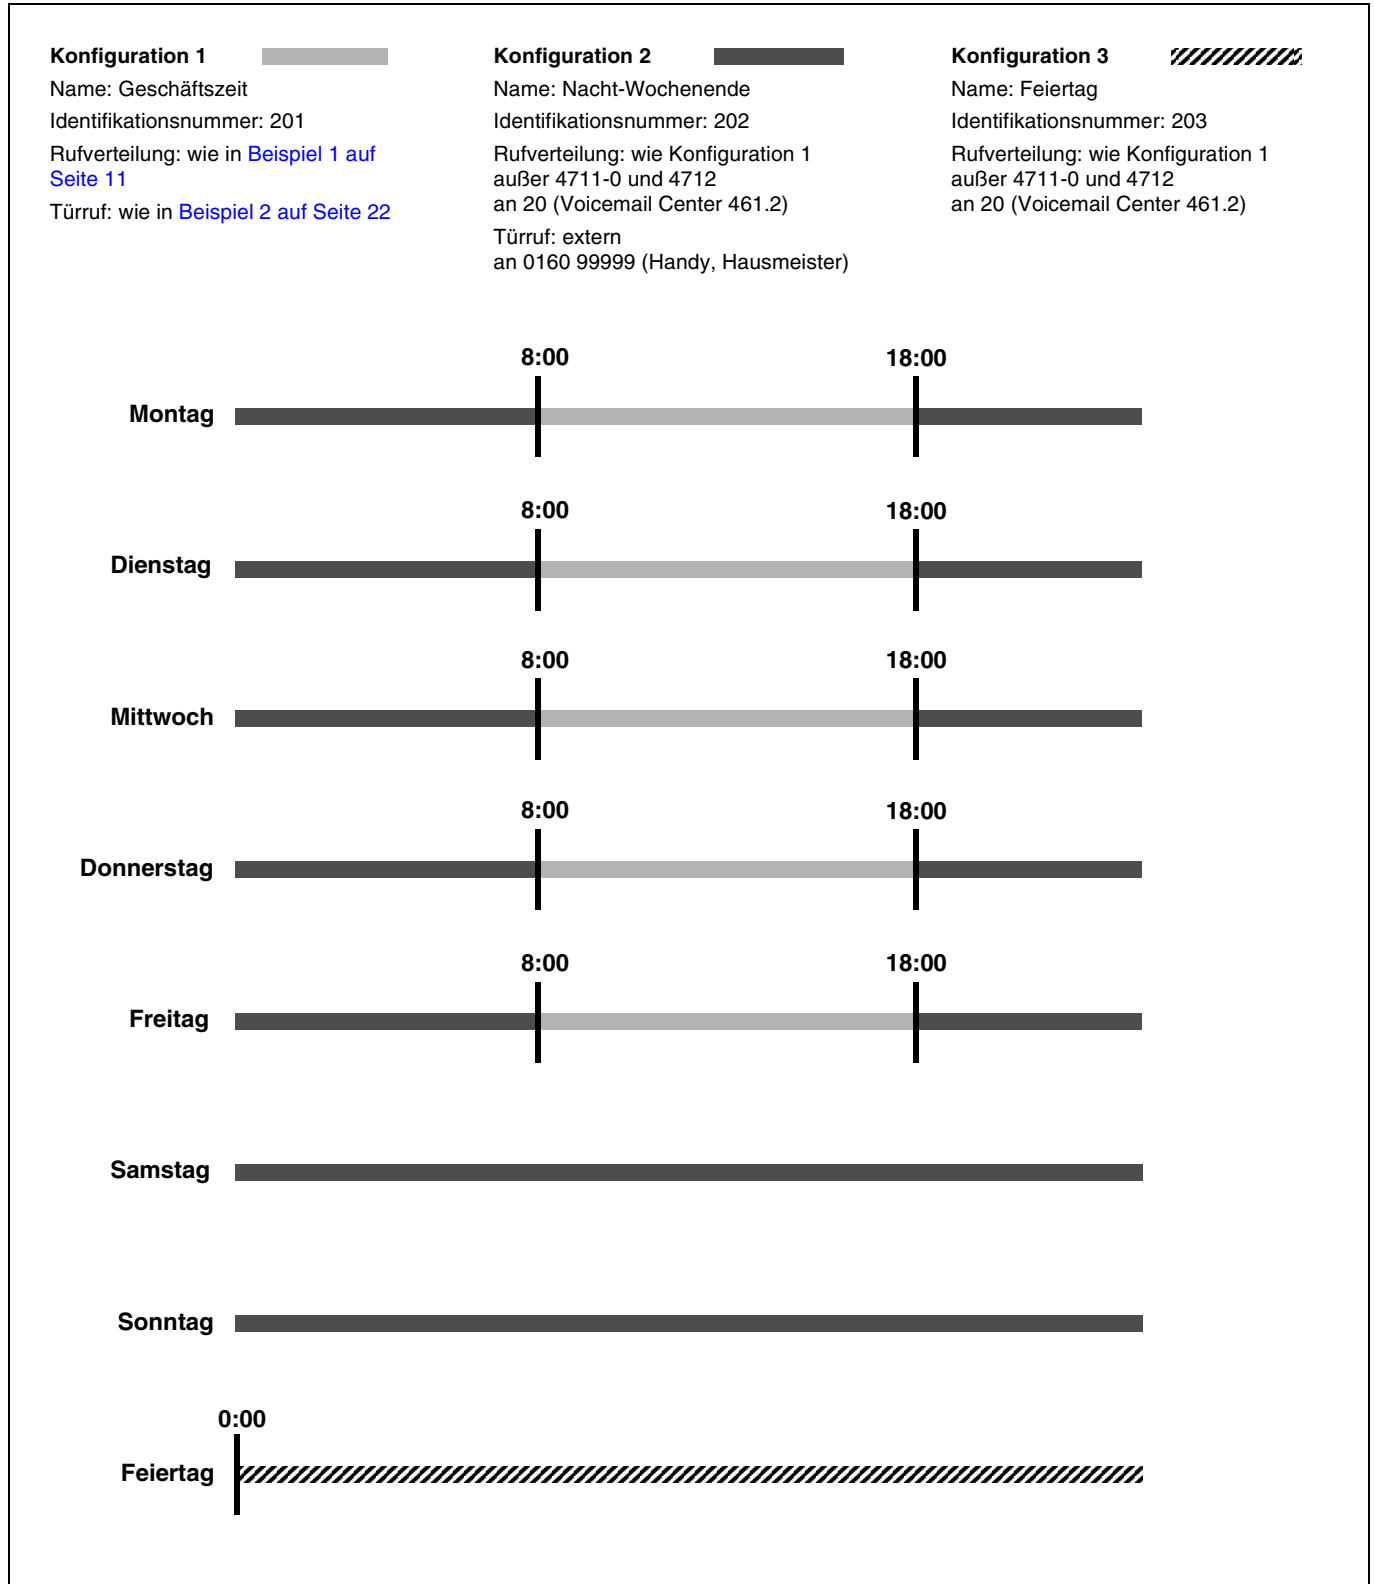 Konfiguration 1
Name: Geschäftszeit
Identifikationsnummer: 201
Rufverteilung: wie in Beispiel 1 auf
Seite 11
Türruf: wie in Beispiel 2 auf Seite 22
Konfiguration 2
Name: Nacht-Wochenende
Identifikationsnummer: 202
Rufverteilung: wie Konfiguration 1
außer 4711-0 und 4712
an 20 (Voicemail Center 461.2)
Türruf: extern
an 0160 99999 (Handy, Hausmeister)
Konfiguration 3
Name: Feiertag
Identifikationsnummer: 203
Rufverteilung: wie Konfiguration 1
außer 4711-0 und 4712
an 20 (Voicemail Center 461.2)
8:00 18:00
Montag
8:00 18:00
Dienstag
8:00 18:00
Mittwoch
8:00 18:00
Donnerstag
8:00 18:00
Freitag
Samstag
Sonntag
0:00
Feiertag